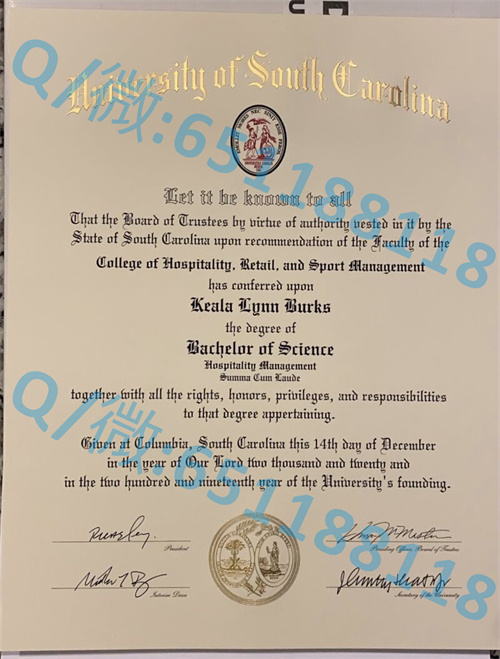 University of South Carolina
Let it be known to all
That the Board of Trustees by virtue of authority vested in it by the
State of South Carolina upon recommendation of the Faculty of the
College of Hospitality, Retail, and Sport Management
has conferred upon
Keala Lynn Burks
the degree of
Bachelor of Science
Hospitality Management
Summa Cum Laude
together with all the rights, honors, privileges, and responsibilities
to that degree appertaining.
Given at Columbia, South Carolina this 14th day of December
in the year of Our Lord two thousand and twenty and
in the two hundred and nineteenth year of the University's founding.
President
Presiding Officer, Board of Trustees
Interim Dean
Secretary of the University
Q/微:651188118
Q/微:651188118